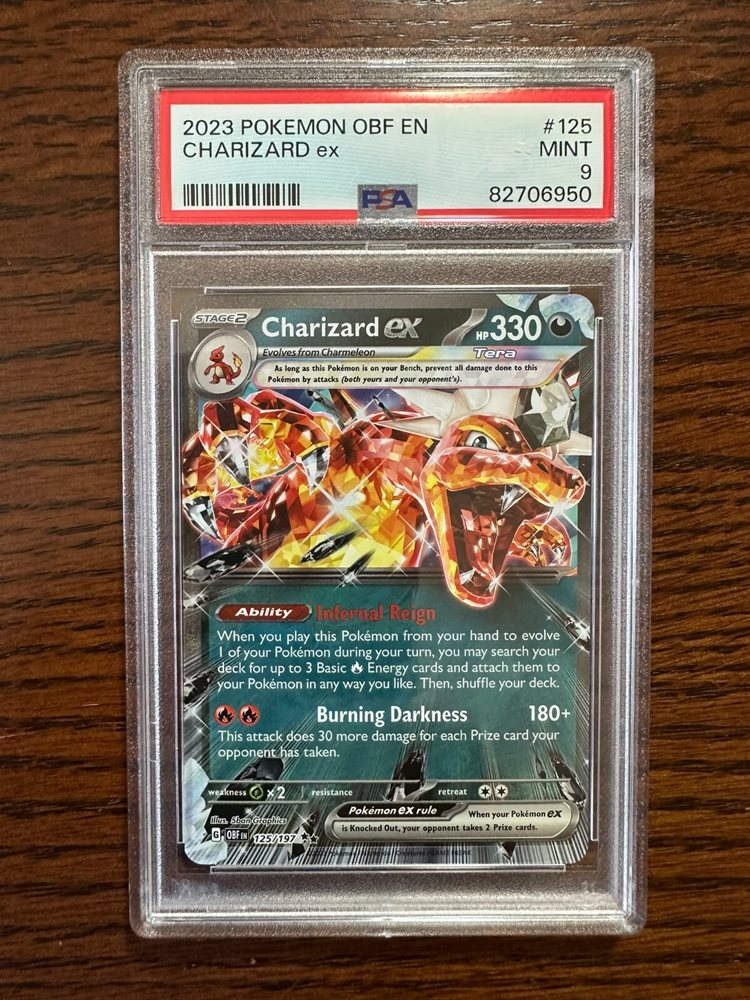 2023 POKEMON OBF EN #125
CHARIZARD ex MINT
9
PSA 82706950
STAGE2 Charizard ex HP 330
Evolves from Charmeleon Tera
As long as this Pokémon is on your Bench, prevent all damage done to this
Pokémon by attacks (both yours and your opponent's).
Ability Infernal Reign
When you play this Pokémon from your hand to evolve
1 of your Pokémon during your turn, you may search your
deck for up to 3 Basic Energy cards and attach them to
your Pokémon in any way you like. Then, shuffle your deck.
Burning Darkness 180+
This attack does 30 more damage for each Prize card your
opponent has taken.
weakness ×2 resistance retreat
Illus. 5ban Graphics
Pokémon ex rule When your Pokémon ex
is Knocked Out, your opponent takes 2 Prize cards.
G OBF EN 125/197